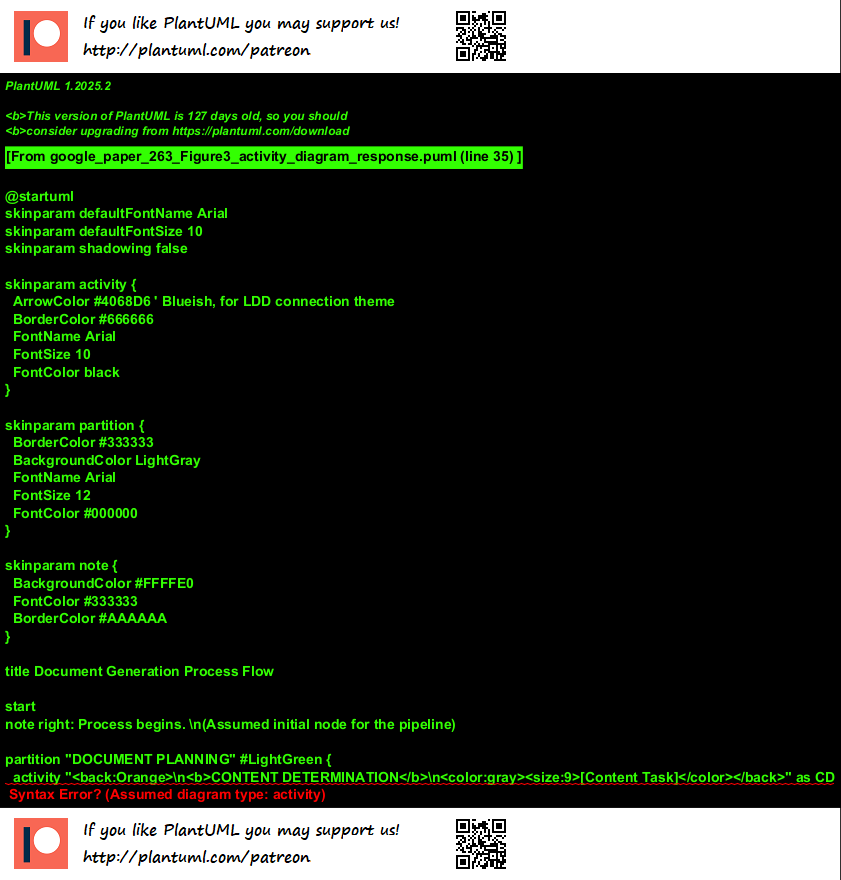 If you like PlantUML you may support us!
http://plantuml.com/patreon
PlantUML 1.2025.2
<b>This version of PlantUML is 127 days old, so you should
<b>consider upgrading from https://plantuml.com/download
[From google_paper_263_Figure3_activity_diagram_response.puml (line 35) ]
@startuml
skinparam defaultFontName Arial
skinparam defaultFontSize 10
skinparam shadowing false
skinparam activity {
ArrowColor #4068D6 ' Blueish, for LDD connection theme
BorderColor #666666
FontName Arial
FontSize 10
FontColor black
}
skinparam partition {
BorderColor #333333
BackgroundColor LightGray
FontName Arial
FontSize 12
FontColor #000000
}
skinparam note {
BackgroundColor #FFFFE0
FontColor #333333
BorderColor #AAAAAA
}
title Document Generation Process Flow
start
note right: Process begins. \n(Assumed initial node for the pipeline)
partition "DOCUMENT PLANNING" #LightGreen {
activity "<back:Orange>\n<b>CONTENT DETERMINATION</b>\n<color:gray><size:9>[Content Task]</color></back>" as CD
Syntax Error? (Assumed diagram type: activity)
If you like PlantUML you may support us!
http://plantuml.com/patreon